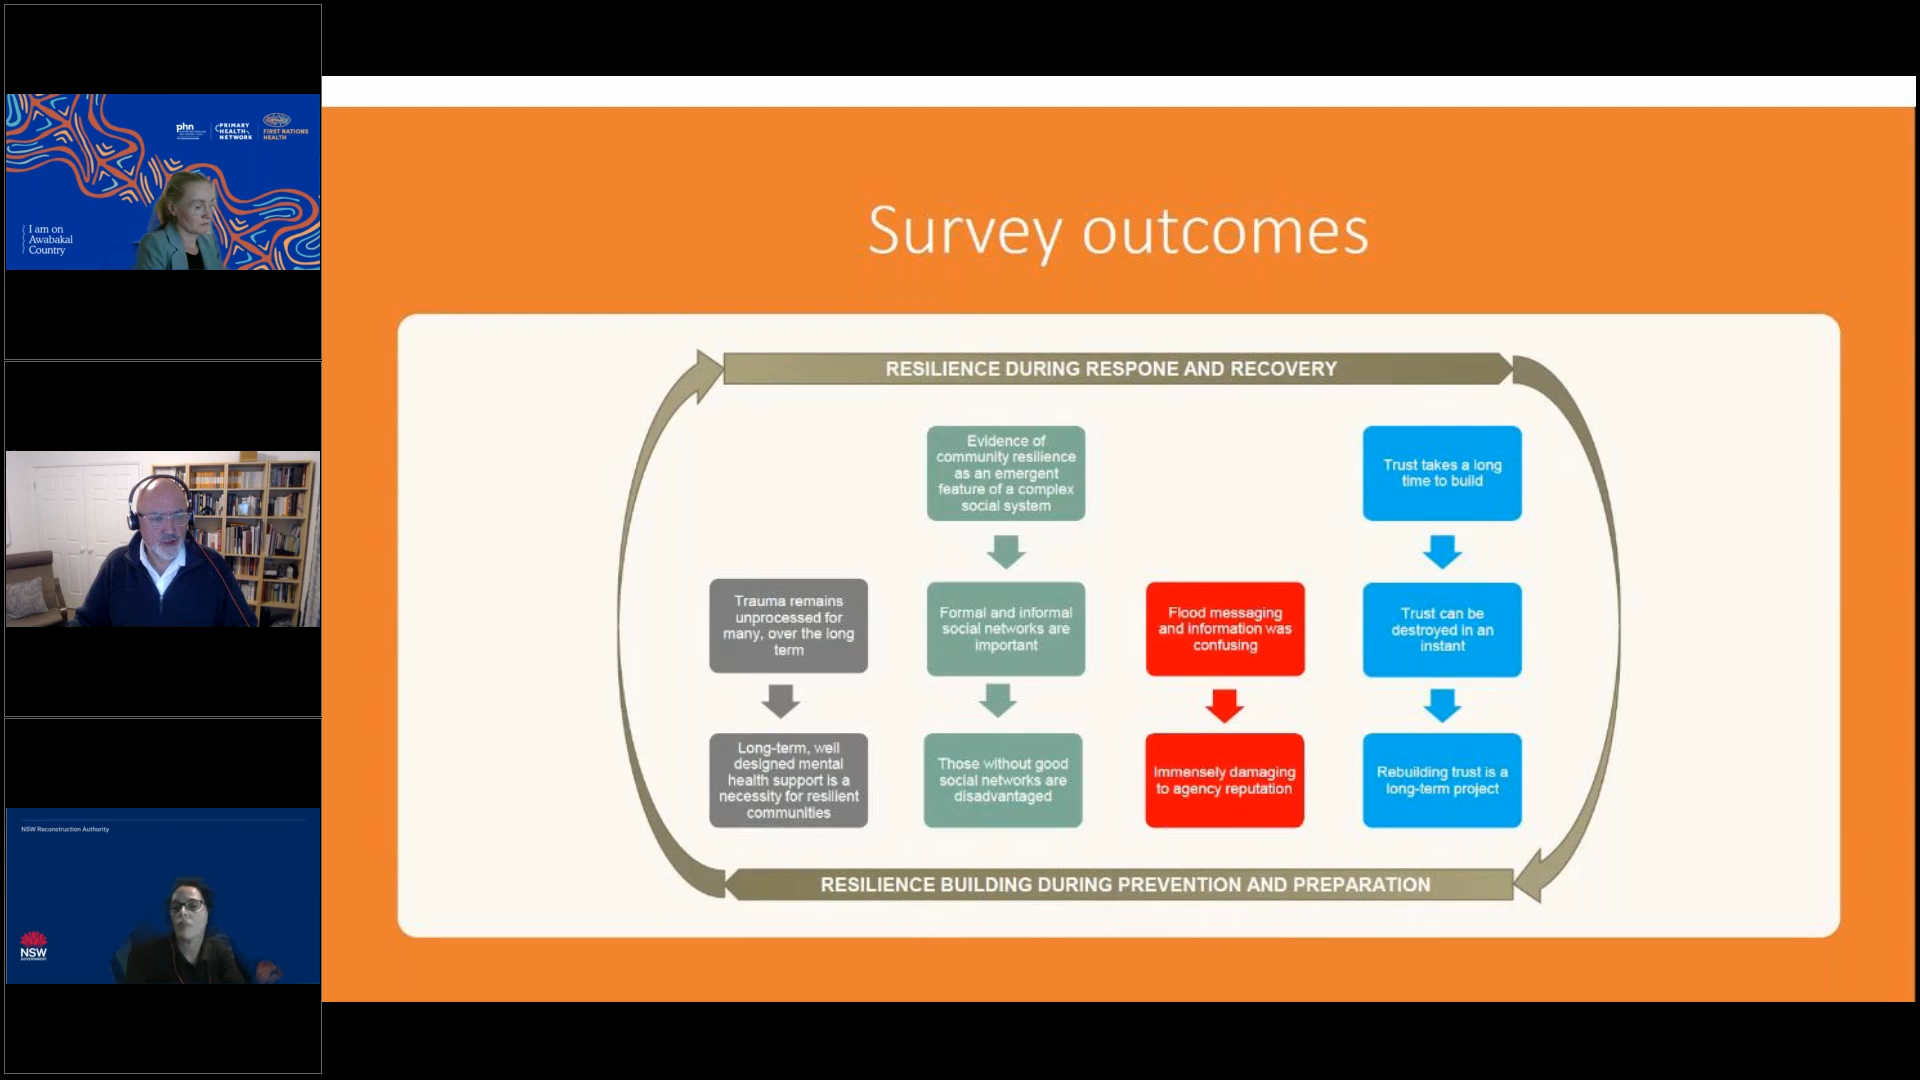 phn
PRIMARY
HEALTH
NETWORK
FIRST NATIONS
HEALTH
I am on
Awabakal
Country
NSW Reconstruction Authority
NSW
GOVERNMENT
Survey outcomes
RESILIENCE DURING RESPONE AND RECOVERY
Evidence of
community resilience
as an emergent
feature of a complex
social system
Trust takes a long
time to build
Trauma remains
unprocessed for
many, over the long
term
Formal and informal
social networks are
important
Flood messaging
and information was
confusing
Trust can be
destroyed in an
instant
Long-term, well
designed mental
health support is a
necessity for resilient
communities
Those without good
social networks are
disadvantaged
Immensely damaging
to agency reputation
Rebuilding trust is a
long-term project
RESILIENCE BUILDING DURING PREVENTION AND PREPARATION